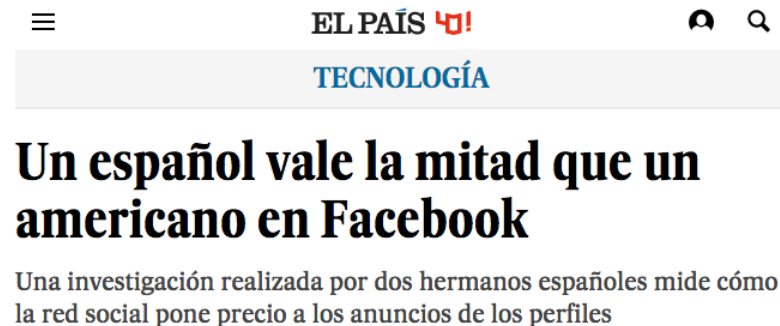 EL PAÍS 40!
TECNOLOGÍA
Un español vale la mitad que un
americano en Facebook
Una investigación realizada por dos hermanos españoles mide cómo
la red social pone precio a los anuncios de los perfiles